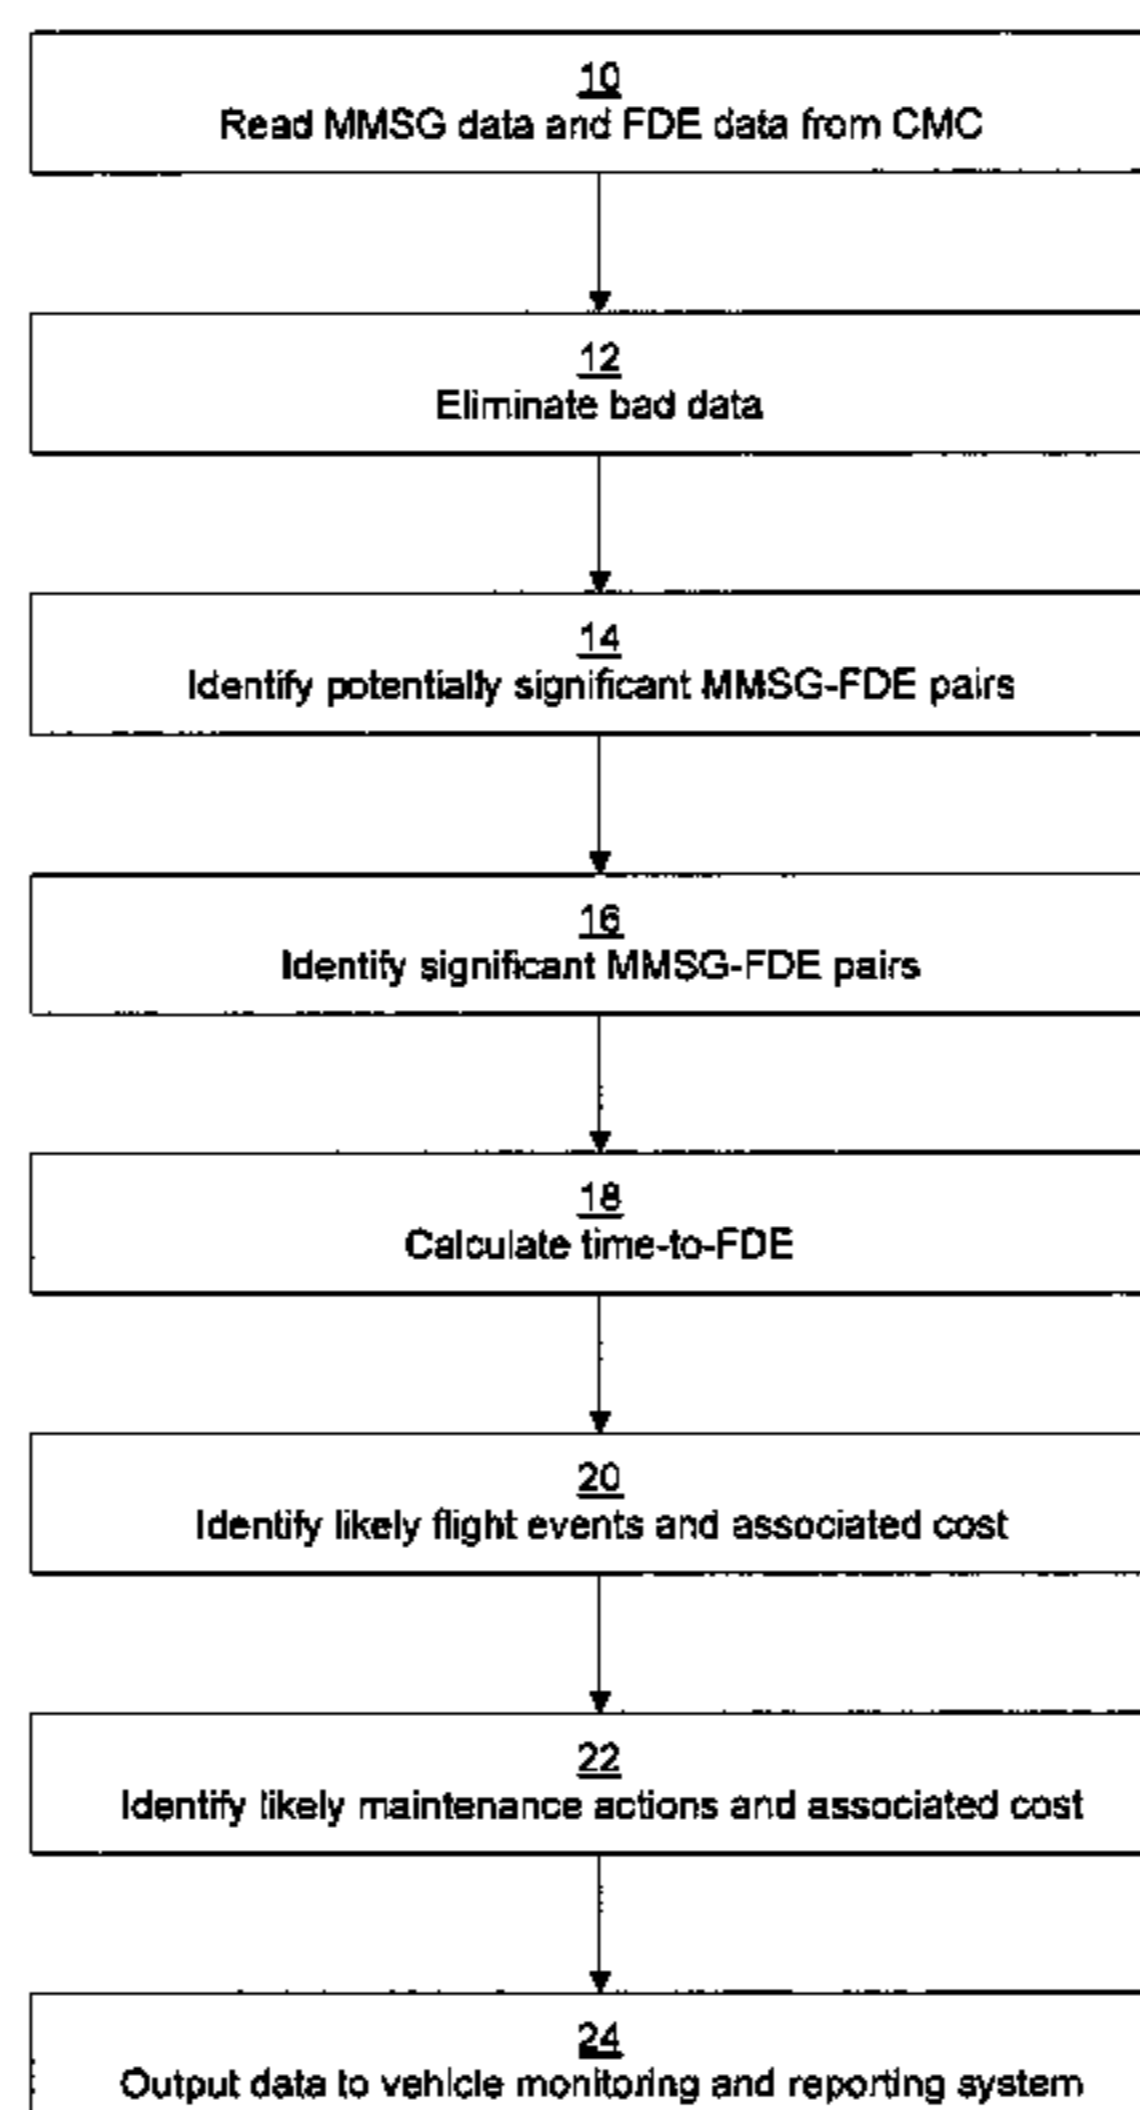 10
Read MMSG data and FDE data from CMC
12
Eliminate bad data
14
Identify potentially significant MMSG-FDE pairs
16
Identify significant MMSG-FDE pairs
18
Calculate time-to-FDE
20
Identify likely flight events and associated cost
22
Identify likely maintenance actions and associated cost
24
Output data to vehicle monitoring and reporting system